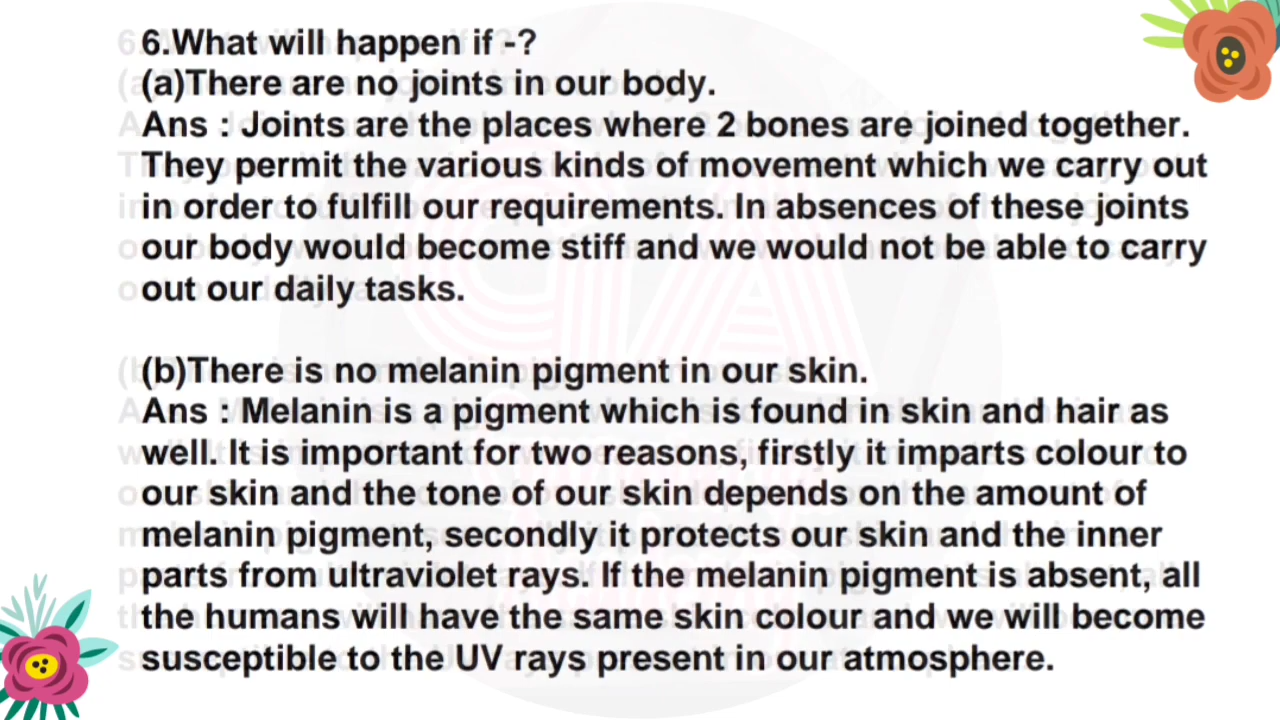 6.What will happen if -?
(a)There are no joints in our body.
Ans : Joints are the places where 2 bones are joined together.
They permit the various kinds of movement which we carry out
in order to fulfill our requirements. In absences of these joints
our body would become stiff and we would not be able to carry
out our daily tasks.
(b)There is no melanin pigment in our skin.
Ans : Melanin is a pigment which is found in skin and hair as
well. It is important for two reasons, firstly it imparts colour to
our skin and the tone of our skin depends on the amount of
melanin pigment, secondly it protects our skin and the inner
parts from ultraviolet rays. If the melanin pigment is absent, all
the humans will have the same skin colour and we will become
susceptible to the UV rays present in our atmosphere.